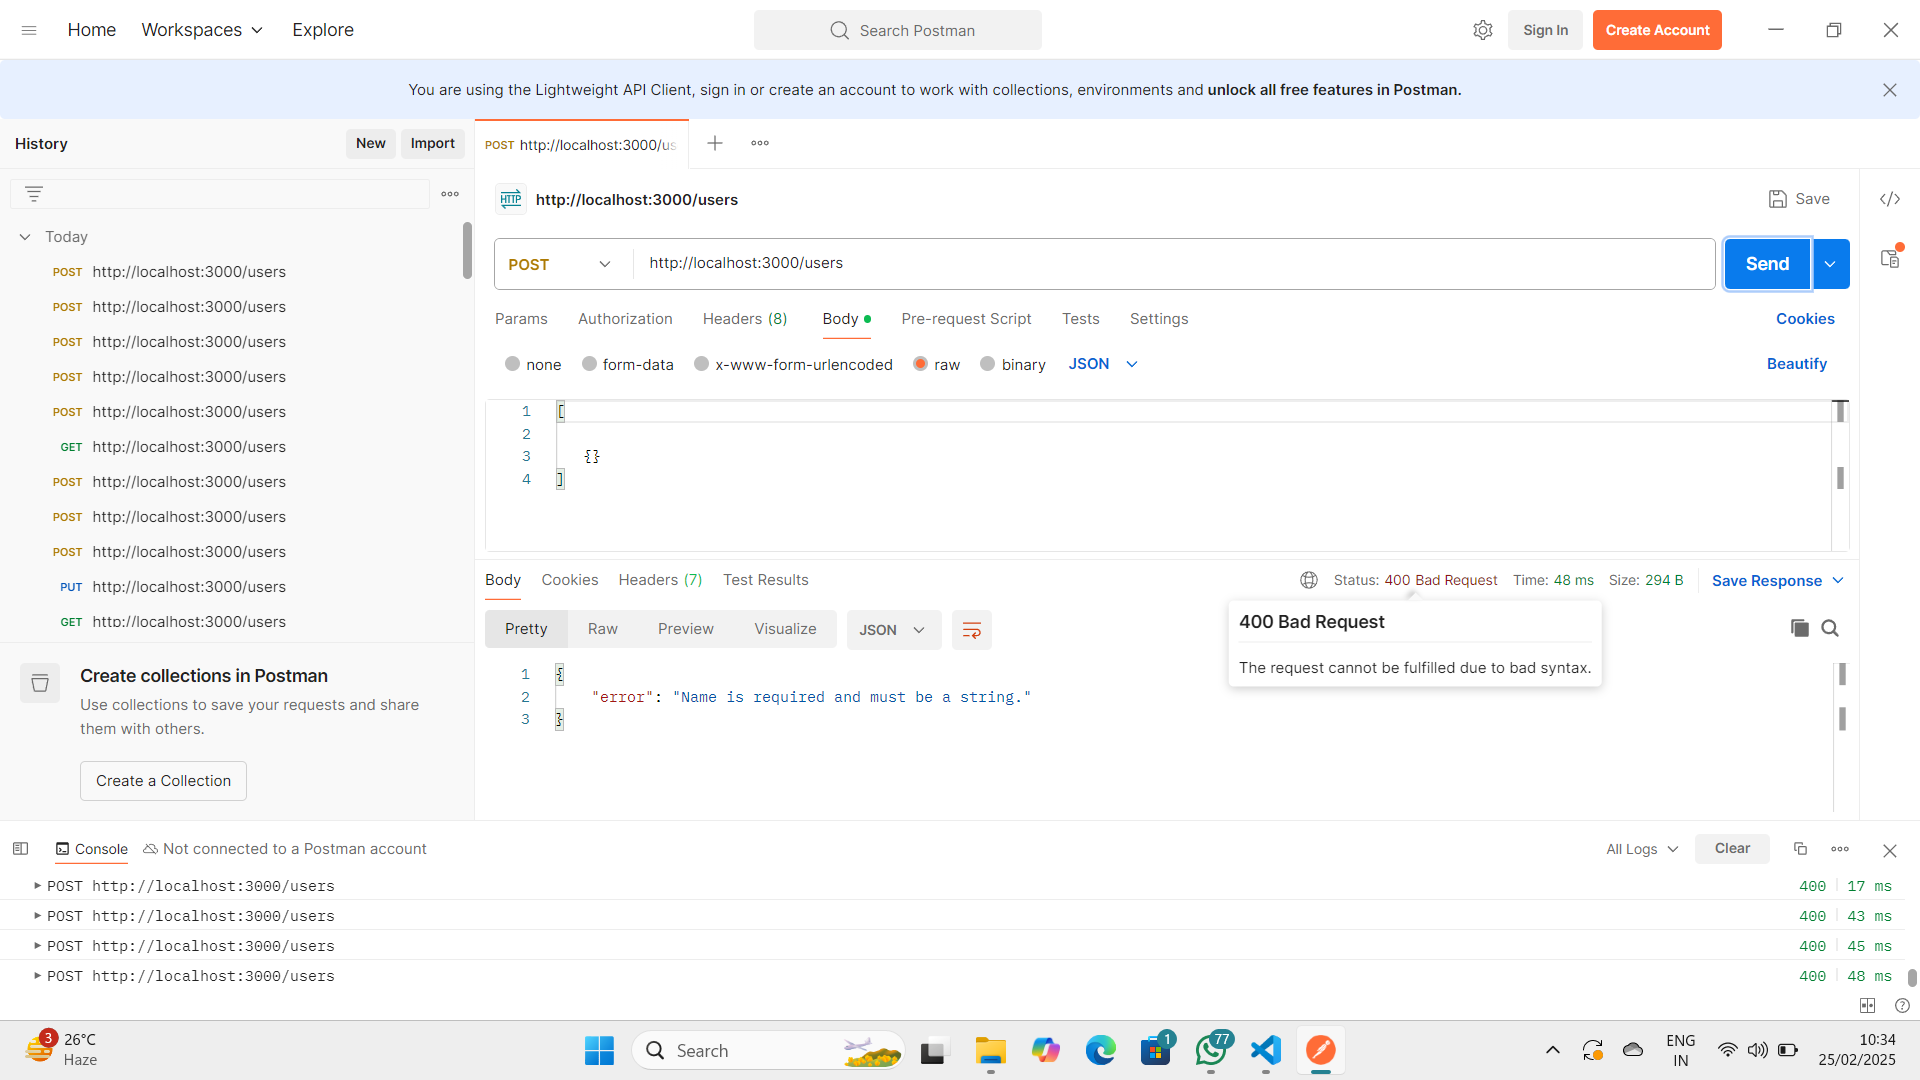 Home Workspaces Explore Search Postman Sign In Create Account
You are using the Lightweight API Client, sign in or create an account to work with collections, environments and unlock all free features in Postman.
History New Import
Today
POST http://localhost:3000/users
POST http://localhost:3000/users
POST http://localhost:3000/users
POST http://localhost:3000/users
POST http://localhost:3000/users
GET http://localhost:3000/users
POST http://localhost:3000/users
POST http://localhost:3000/users
POST http://localhost:3000/users
PUT http://localhost:3000/users
GET http://localhost:3000/users
Create collections in Postman
Use collections to save your requests and share
them with others.
Create a Collection
POST http://localhost:3000/us
HTTP http://localhost:3000/users Save
POST http://localhost:3000/users Send
Params Authorization Headers (8) Body Pre-request Script Tests Settings Cookies
none form-data x-www-form-urlencoded raw binary JSON Beautify
1 [
2
3 {}
4 ]
Body Cookies Headers (7) Test Results Status: 400 Bad Request Time: 48 ms Size: 294 B Save Response
400 Bad Request
The request cannot be fulfilled due to bad syntax.
Pretty Raw Preview Visualize JSON
1 {
2 "error": "Name is required and must be a string."
3 }
Console Not connected to a Postman account All Logs Clear
POST http://localhost:3000/users 400 17 ms
POST http://localhost:3000/users 400 43 ms
POST http://localhost:3000/users 400 45 ms
POST http://localhost:3000/users 400 48 ms
3 26°C
Haze
Search
1
77
ENG
IN
10:34
25/02/2025